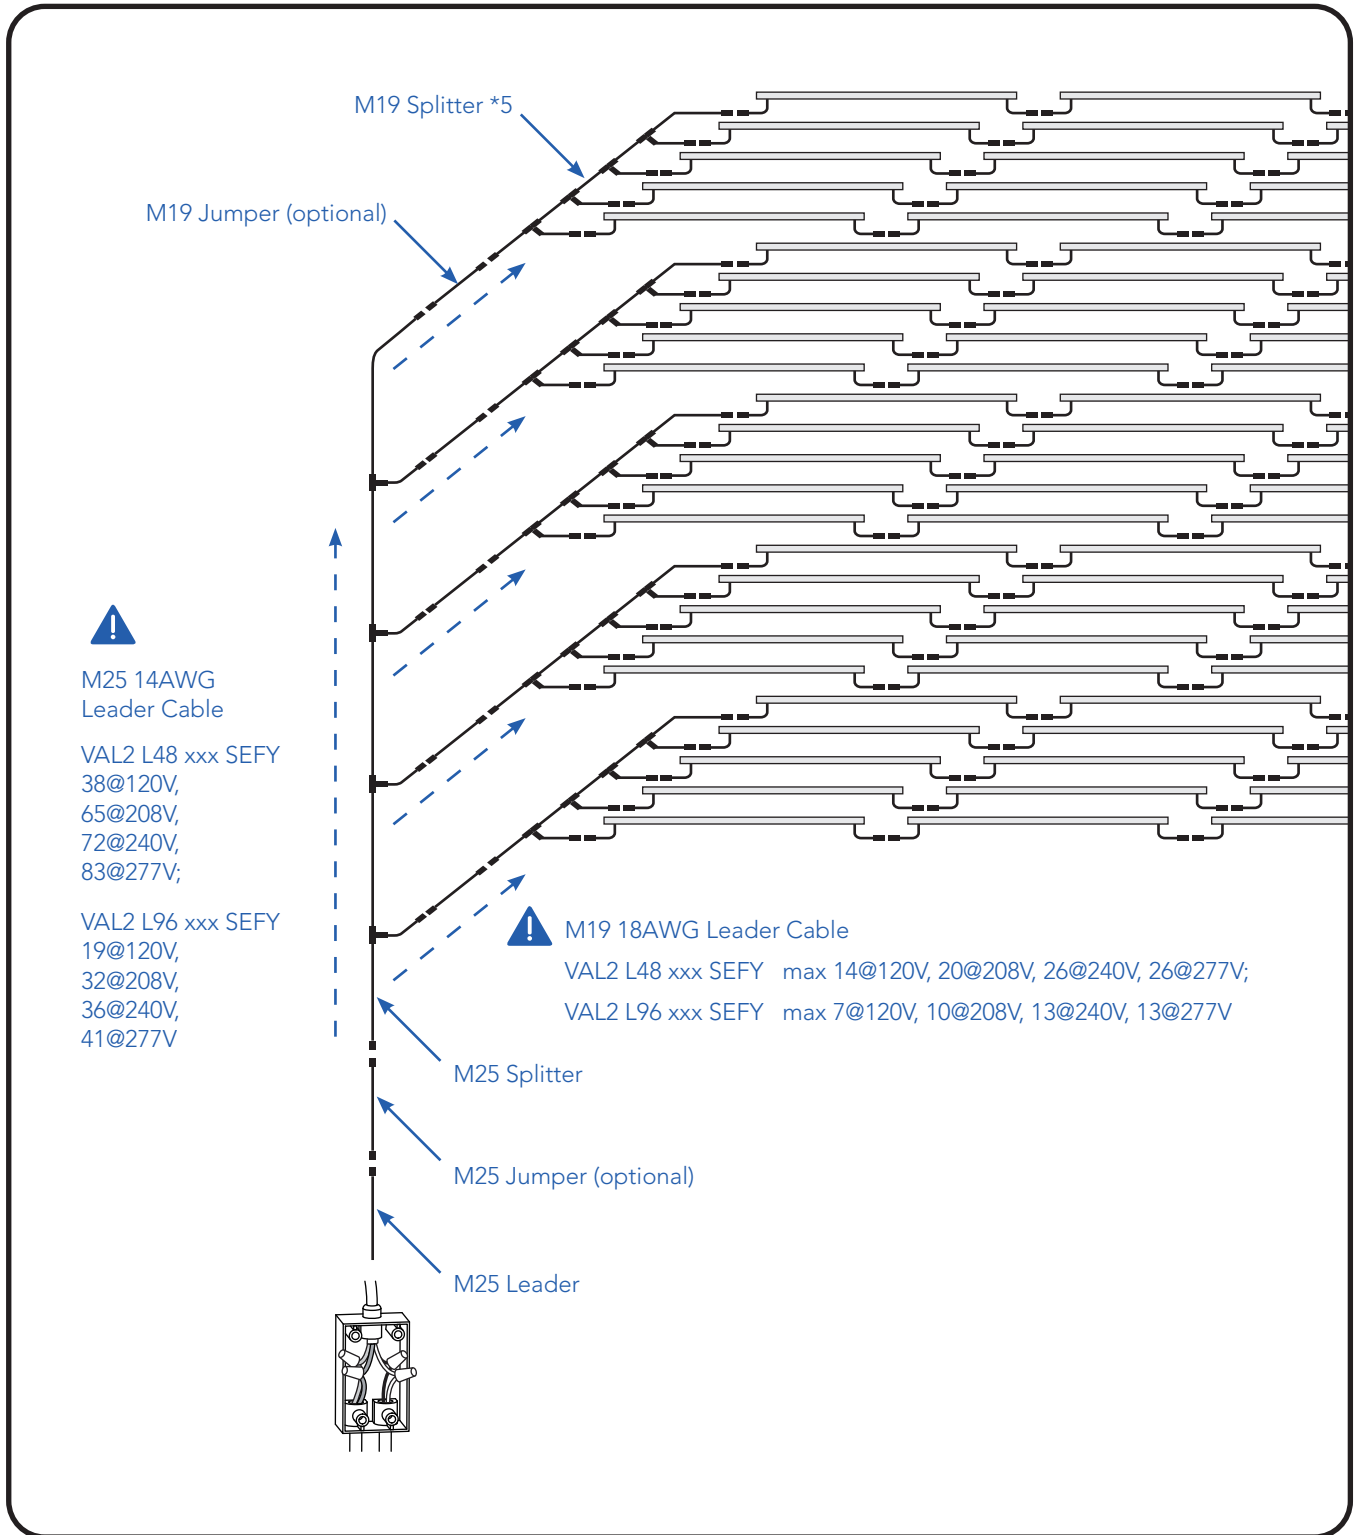 M19 Splitter *5
M19 Jumper (optional)
M25 14AWG
Leader Cable
VAL2 L48 xxx SEFY
38@120V,
65@208V,
72@240V,
83@277V;
VAL2 L96 xxx SEFY
19@120V,
32@208V,
36@240V,
41@277V
M19 18AWG Leader Cable
VAL2 L48 xxx SEFY max 14@120V, 20@208V, 26@240V, 26@277V;
VAL2 L96 xxx SEFY max 7@120V, 10@208V, 13@240V, 13@277V
M25 Splitter
M25 Jumper (optional)
M25 Leader